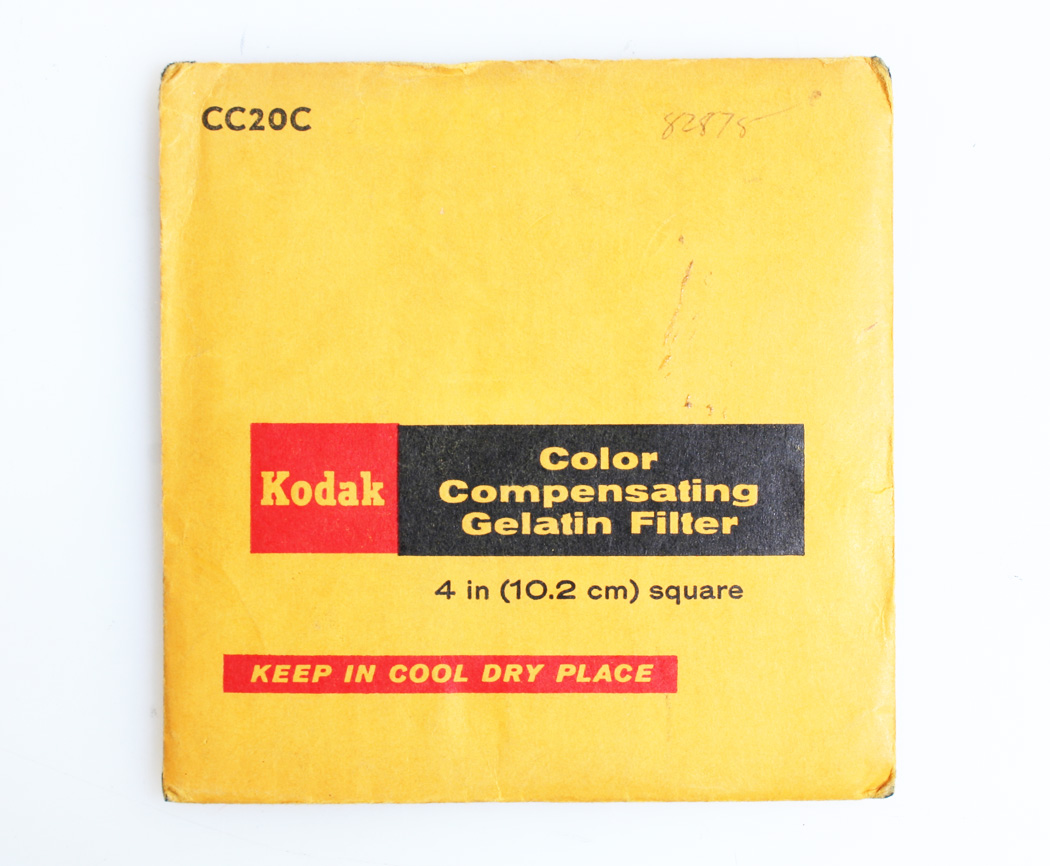 CC20C
82875
Kodak
Color
Compensating
Gelatin Filter
4 in (10.2 cm) square
KEEP IN COOL DRY PLACE